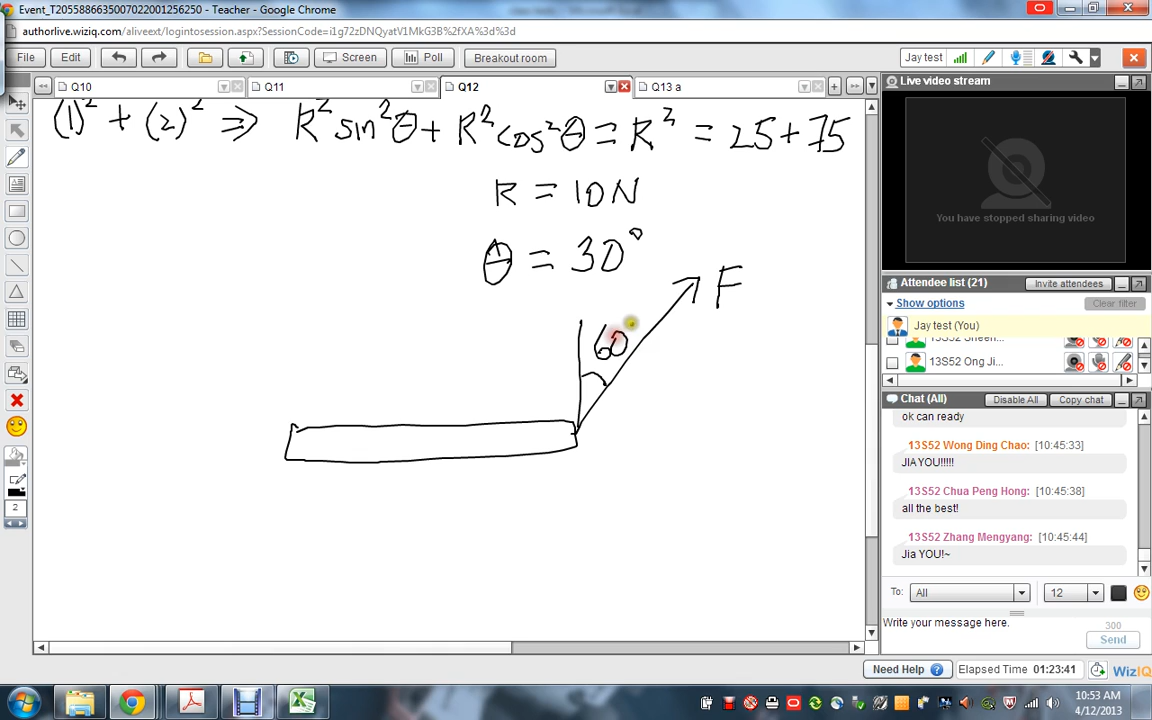 Event_T2055886635007022001256250 - Teacher - Google Chrome
authorlive.wiziq.com/aliveext/logintosession.aspx?SessionCode=i1g72zDNQyatV1MkG3B%2fXA%3d%3d
File Edit Screen Poll Breakout room Jay test
Q10 Q11 Q12 Q13 a
(1)² + (2)² ⇒ R² sin²θ + R² cos²θ = R² = 25 + 75
R = 10N
θ = 30°
F
60
2
Live video stream
You have stopped sharing video
Attendee list (21)
Invite attendees
Show options
Clear filter
Jay test (You)
13S52 Sheen...
13S52 Ong Ji...
Chat (All)
Disable All
Copy chat
ok can ready
13S52 Wong Ding Chao: [10:45:33]
JIA YOU!!!!!
13S52 Chua Peng Hong: [10:45:38]
all the best!
13S52 Zhang Mengyang: [10:45:44]
Jia YOU!~
To: All 12
Write your message here.
300
Send
Need Help ? Elapsed Time 01:23:41 WizIQ
10:53 AM
4/12/2013